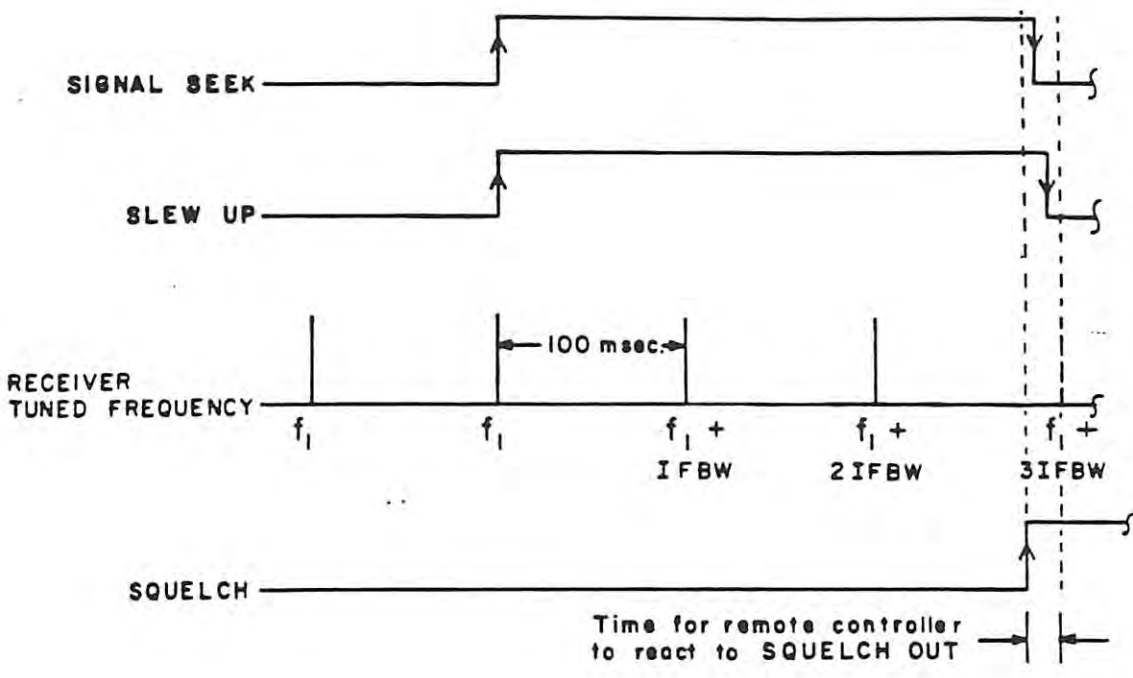 SIGNAL SEEK
SLEW UP
100 msec.
RECEIVER
TUNED FREQUENCY
f1
f1
f1 +
IFBW
f1 +
2IFBW
f1 +
3IFBW
SQUELCH
Time for remote controller
to react to SQUELCH OUT